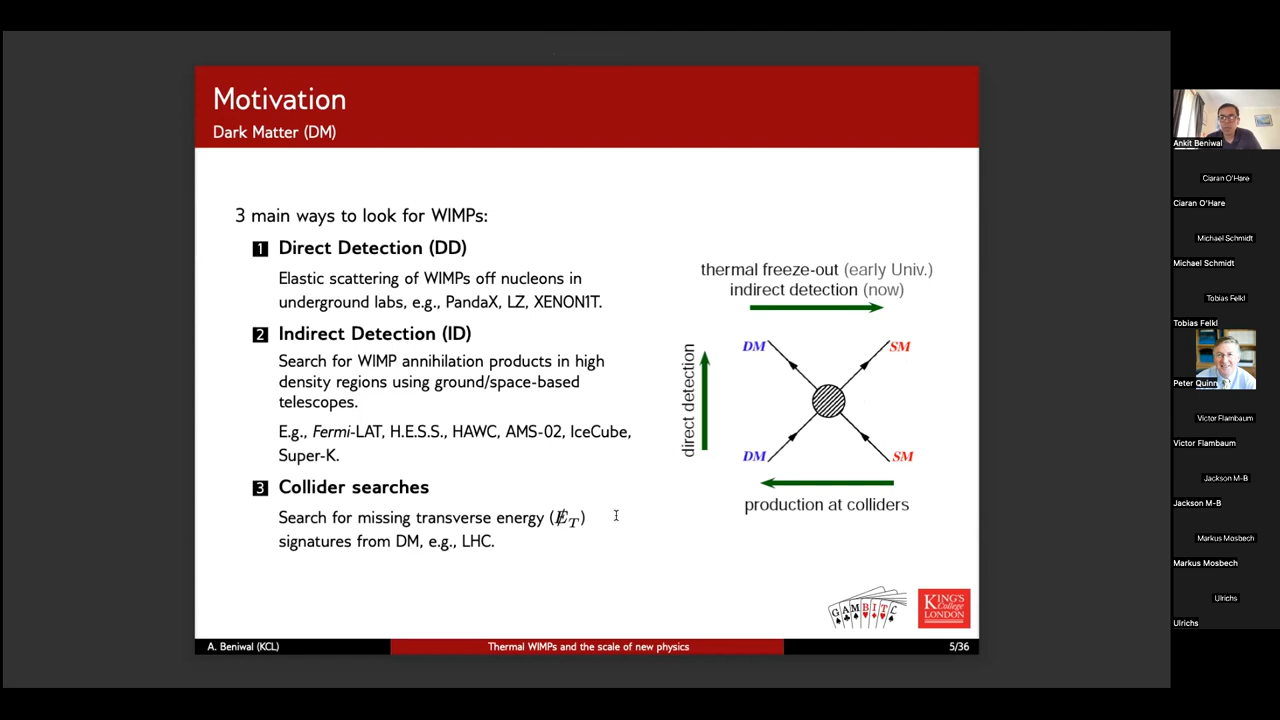 Motivation
Dark Matter (DM)
3 main ways to look for WIMPs:
1 Direct Detection (DD)
Elastic scattering of WIMPs off nucleons in
underground labs, e.g., PandaX, LZ, XENON1T.
2 Indirect Detection (ID)
Search for WIMP annihilation products in high
density regions using ground/space-based
telescopes.
E.g., Fermi-LAT, H.E.S.S., HAWC, AMS-02, IceCube,
Super-K.
3 Collider searches
Search for missing transverse energy (E̸_T)
signatures from DM, e.g., LHC.
thermal freeze-out (early Univ.)
indirect detection (now)
direct detection
DM
SM
DM
SM
production at colliders
GAMBIT
KING'S
College
LONDON
A. Beniwal (KCL)
Thermal WIMPs and the scale of new physics
5/36
Ankit Beniwal
Ciaran O'Hare
Ciaran O'Hare
Michael Schmidt
Michael Schmidt
Tobias Felkl
Tobias Felkl
Peter Quinn
Victor Flambaum
Victor Flambaum
Jackson M-B
Jackson M-B
Markus Mosbech
Markus Mosbech
Ulrichs
Ulrichs